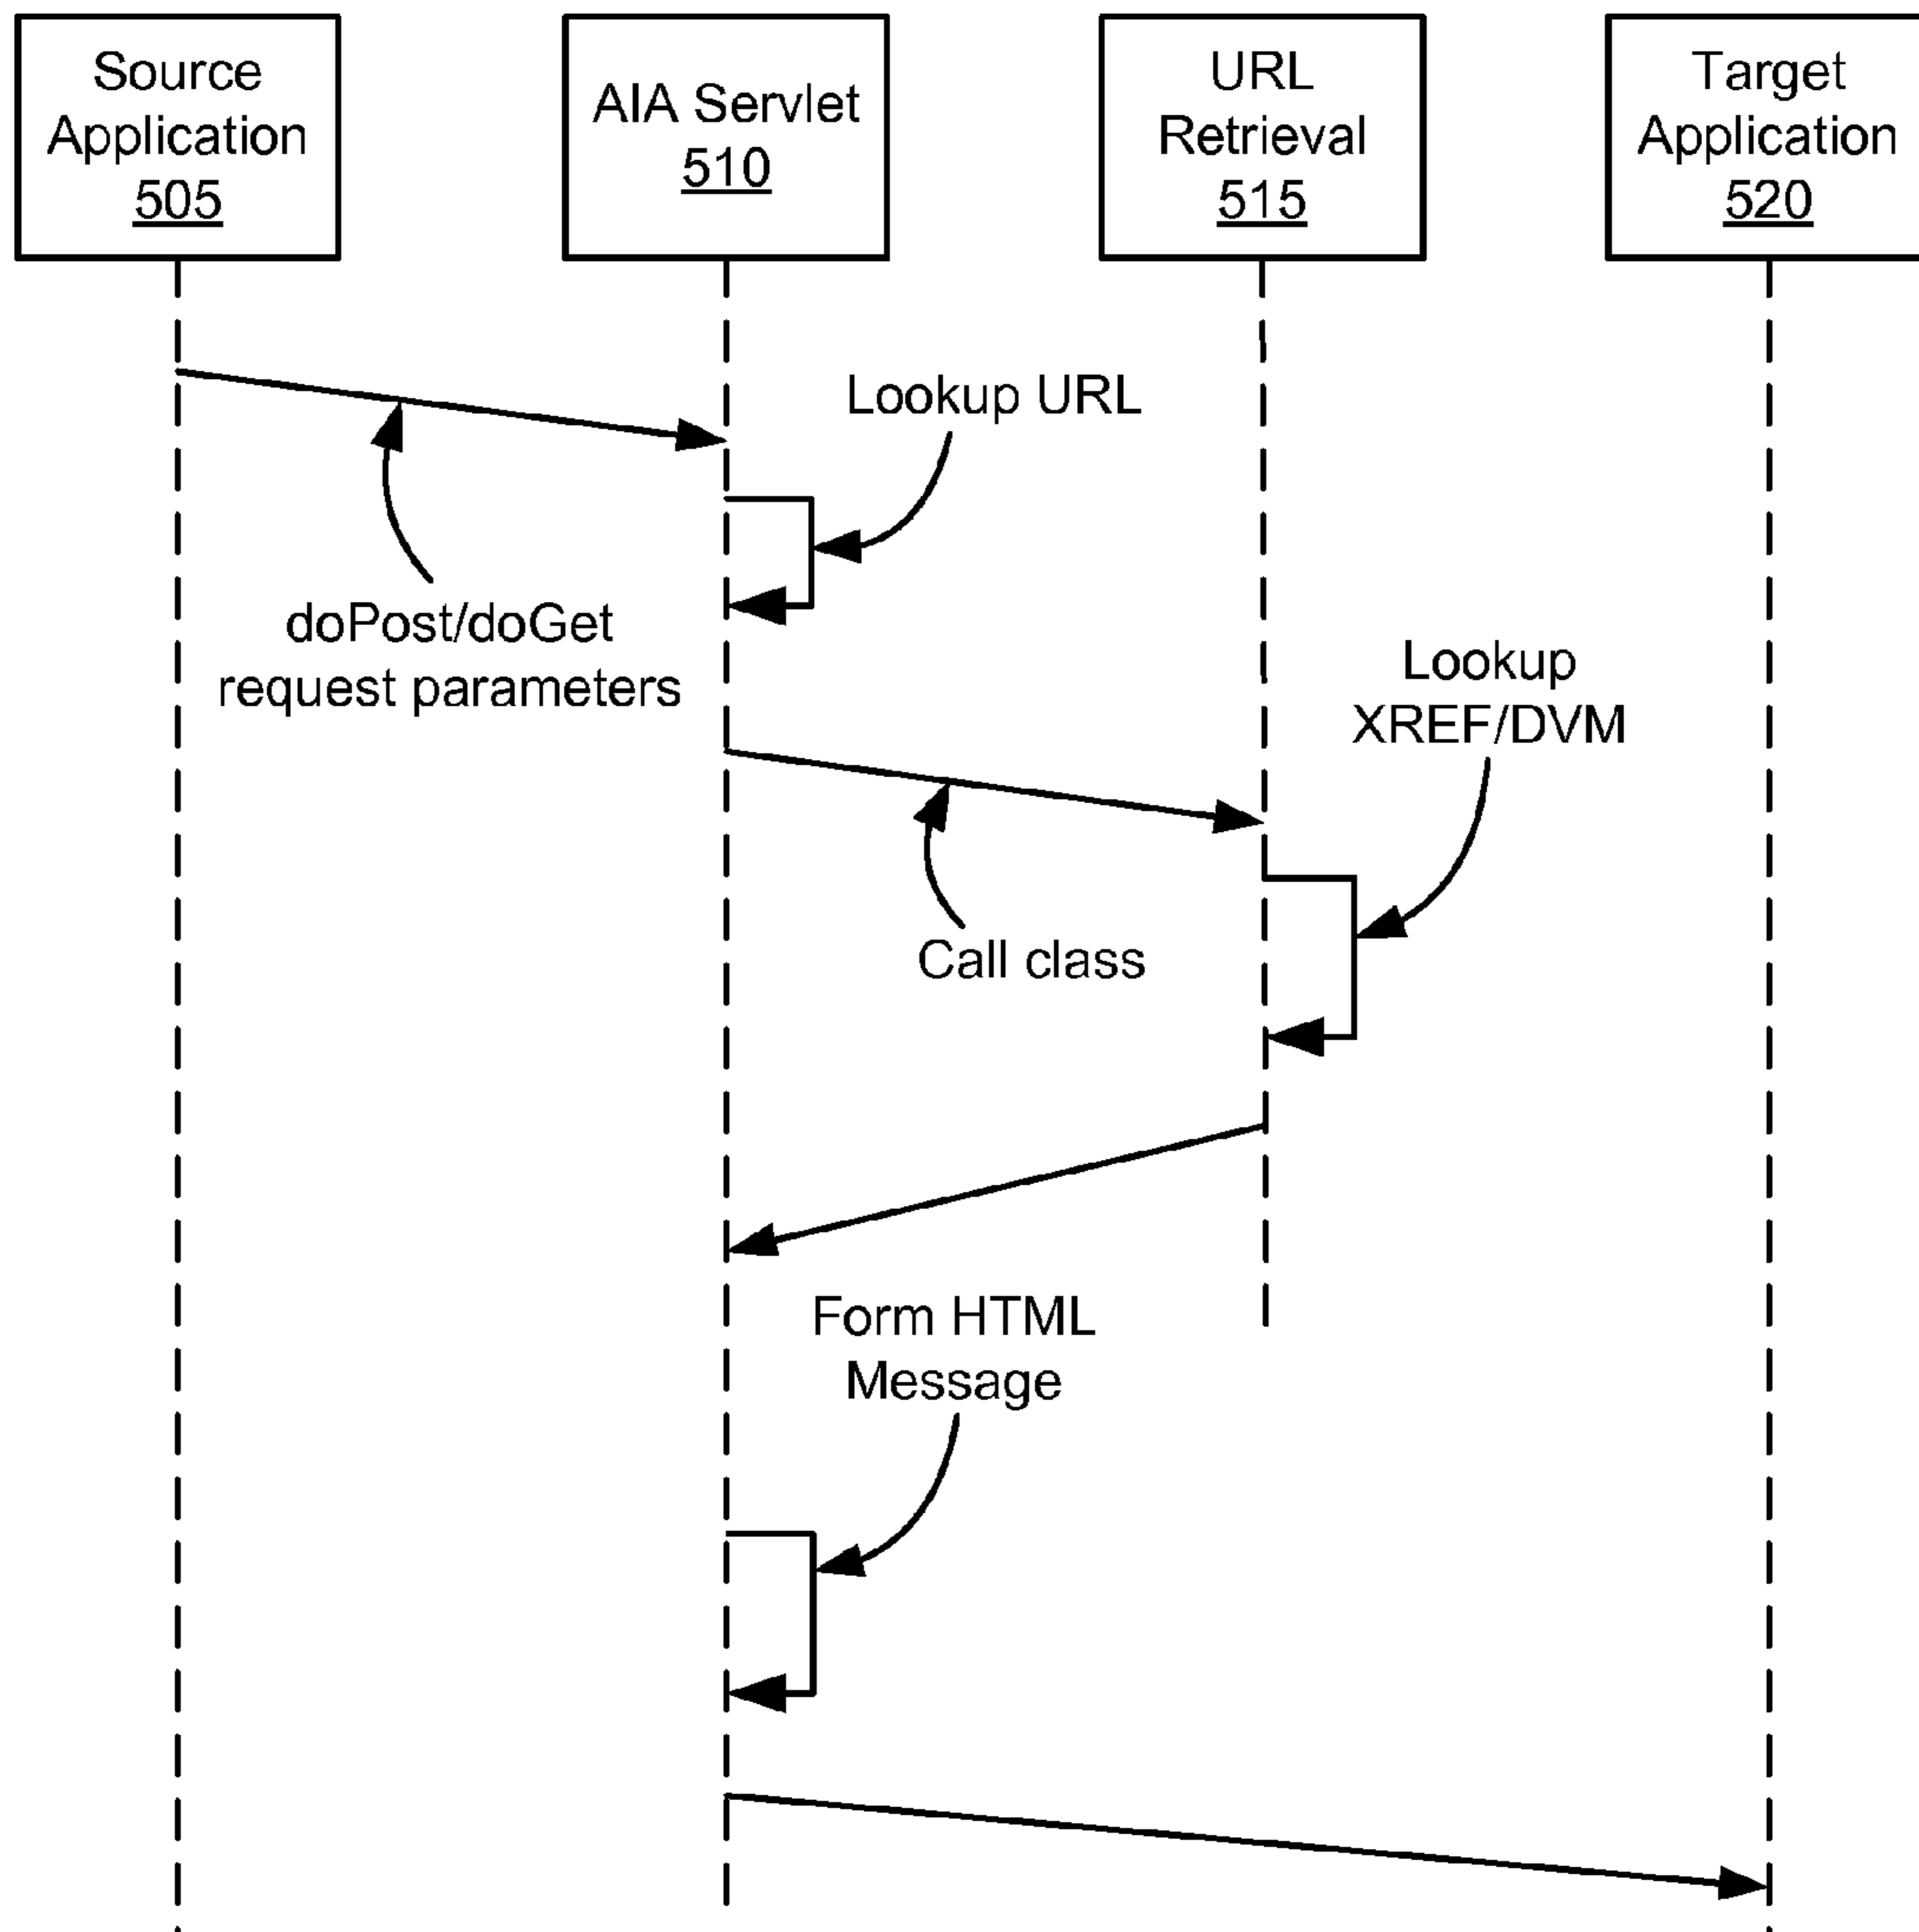 Source
Application
505
AIA Servlet
510
URL
Retrieval
515
Target
Application
520
Lookup URL
doPost/doGet
request parameters
Lookup
XREF/DVM
Call class
Form HTML
Message